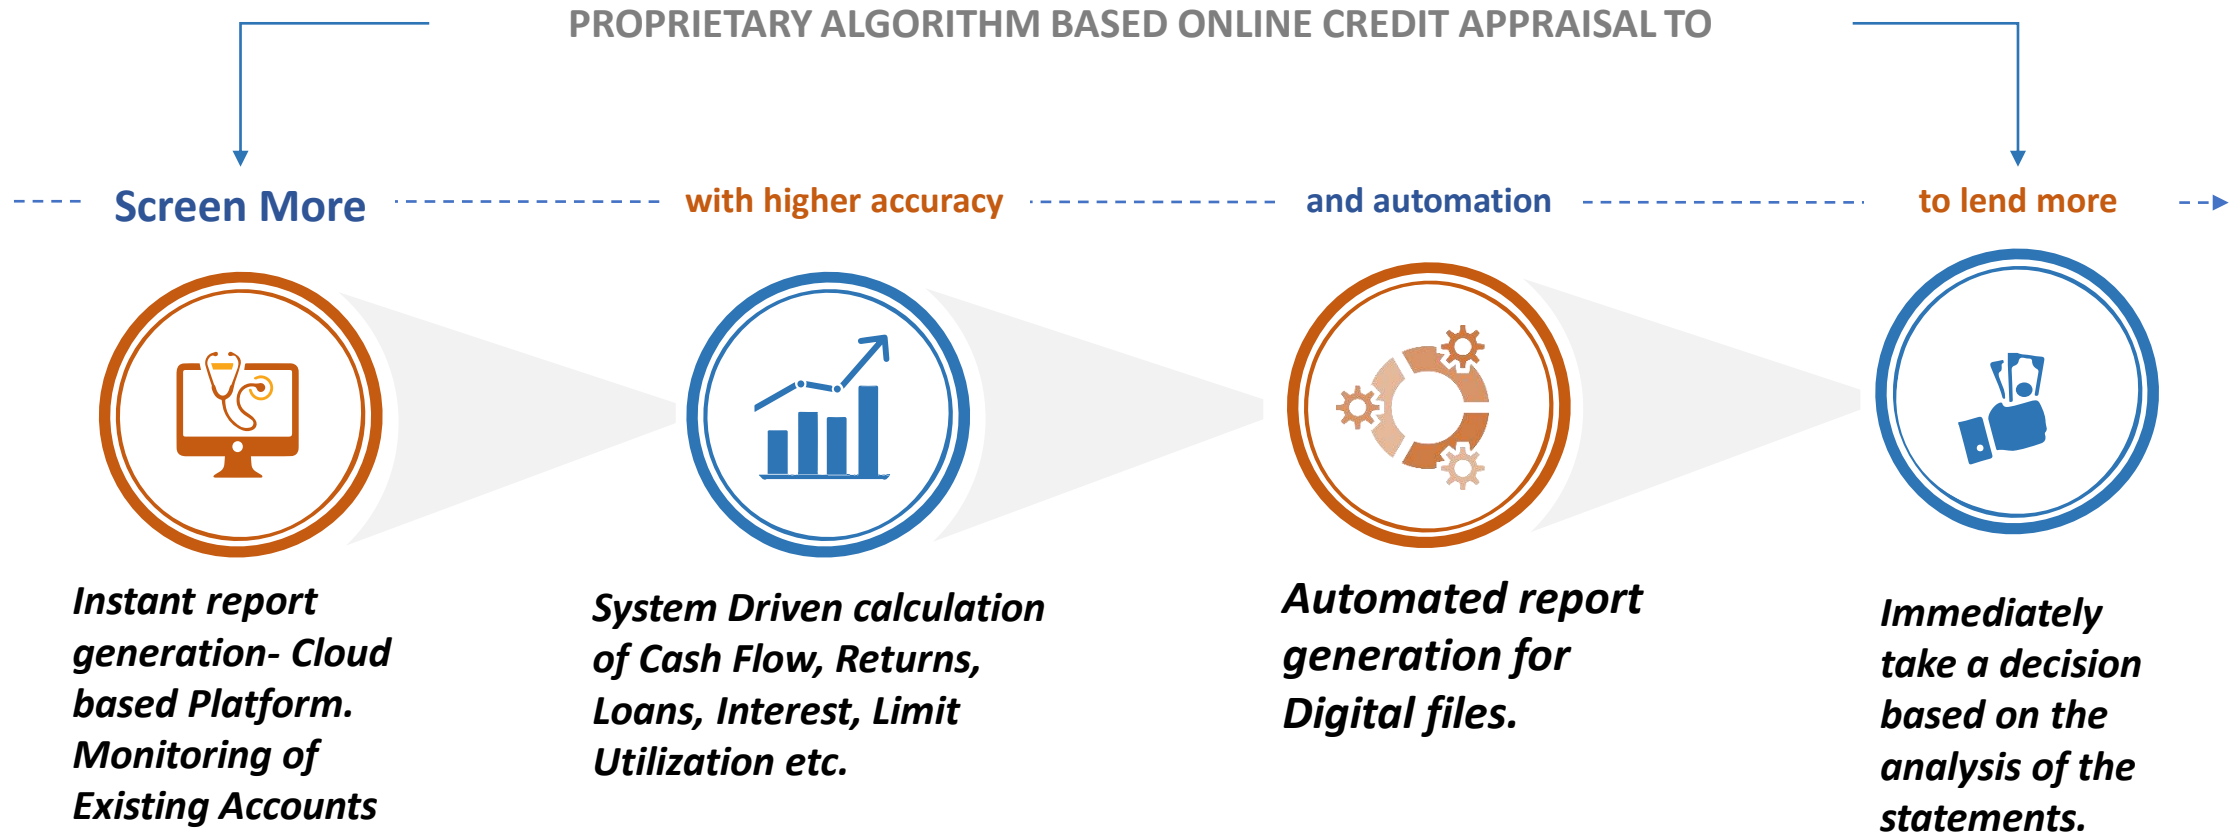 PROPRIETARY ALGORITHM BASED ONLINE CREDIT APPRAISAL TO
Screen More
with higher accuracy
and automation
to lend more
Instant report
generation- Cloud
based Platform.
Monitoring of
Existing Accounts
System Driven calculation
of Cash Flow, Returns,
Loans, Interest, Limit
Utilization etc.
Automated report
generation for
Digital files.
Immediately
take a decision
based on the
analysis of the
statements.